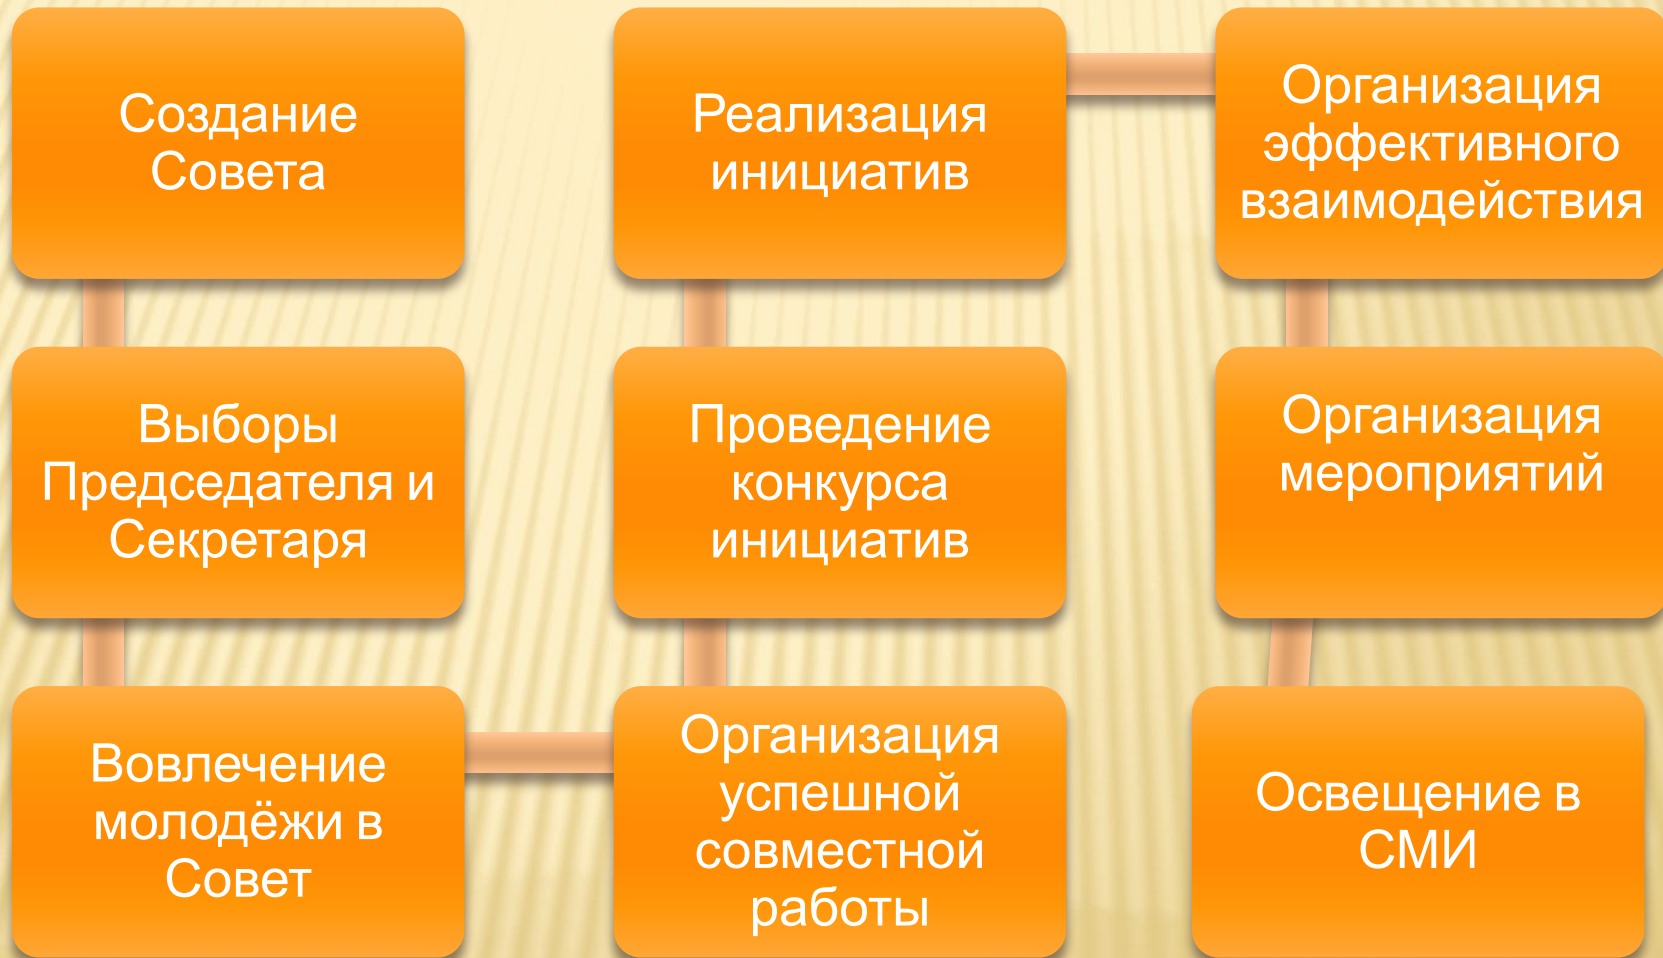 Создание
Совета
Выборы
Председателя и
Секретаря
Вовлечение
молодёжи в
Совет
Организация
успешной
совместной
работы
Проведение
конкурса
инициатив
Реализация
инициатив
Организация
эффективного
взаимодействия
Организация
мероприятий
Освещение в
СМИ